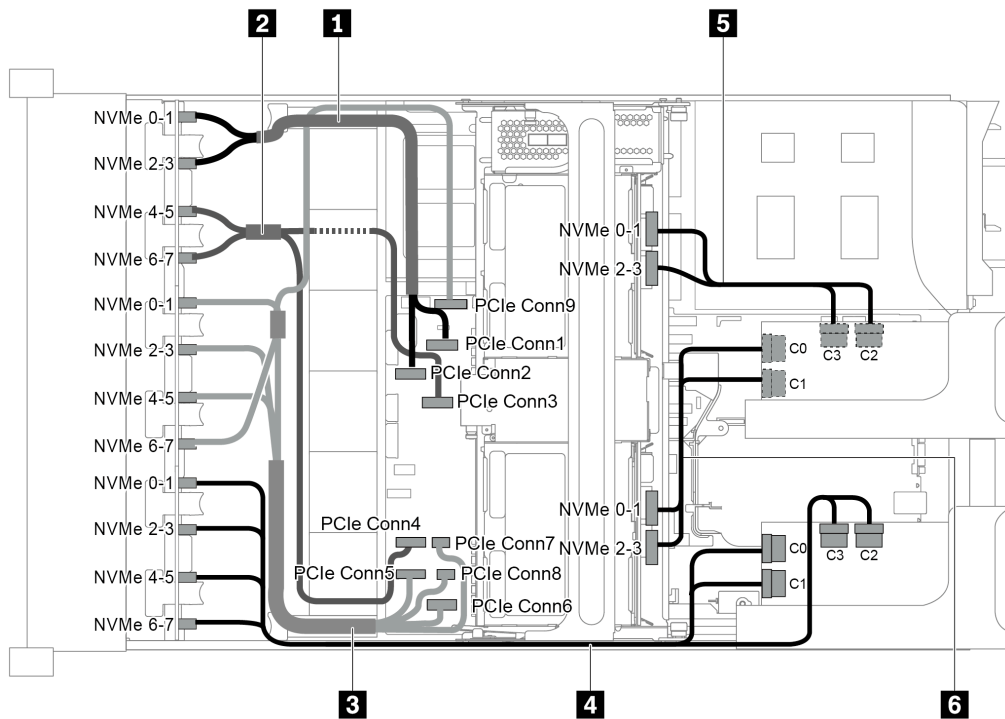 2
1
5
NVMe 0-1
NVMe 2-3
NVMe 4-5
NVMe 6-7
NVMe 0-1
NVMe 2-3
NVMe 4-5
NVMe 6-7
NVMe 0-1
NVMe 2-3
NVMe 4-5
NVMe 6-7
PCIe Conn9
PCIe Conn1
PCIe Conn2
PCIe Conn3
PCIe Conn4
PCIe Conn7
PCIe Conn5
PCIe Conn8
PCIe Conn6
NVMe 0-1
NVMe 2-3
NVMe 0-1
NVMe 2-3
C0
C3
C2
C1
C0
C3
C2
C1
3
4
6